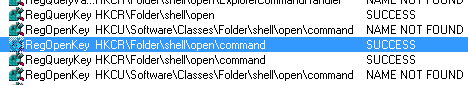 RegQueryKey HKCR\Folder\shell\open SUCCESS
RegOpenKey HKCU\Software\Classes\Folder\shell\open\command NAME NOT FOUND
RegOpenKey HKCR\Folder\shell\open\command SUCCESS
RegQueryKey HKCR\Folder\shell\open\command SUCCESS
RegOpenKey HKCU\Software\Classes\Folder\shell\open\command NAME NOT FOUND